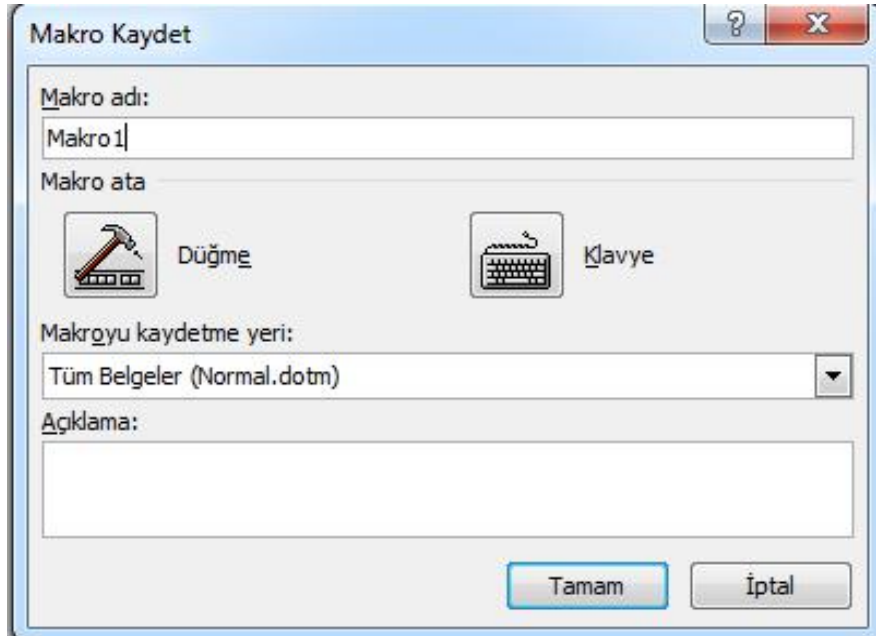 Makro Kaydet
Makro adı:
Makro1
Makro ata
Düğme
Klavye
Makroyu kaydetme yeri:
Tüm Belgeler (Normal.dotm)
Açıklama:
Tamam
İptal